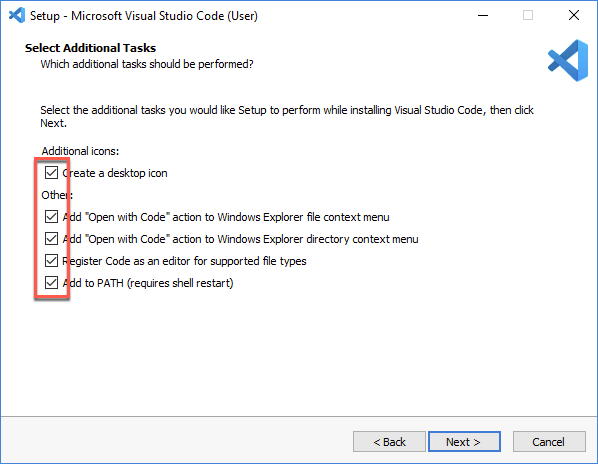 Setup - Microsoft Visual Studio Code (User)
Select Additional Tasks
Which additional tasks should be performed?
Select the additional tasks you would like Setup to perform while installing Visual Studio Code, then click
Next.
Additional icons:
Create a desktop icon
Other:
Add "Open with Code" action to Windows Explorer file context menu
Add "Open with Code" action to Windows Explorer directory context menu
Register Code as an editor for supported file types
Add to PATH (requires shell restart)
< Back Next > Cancel